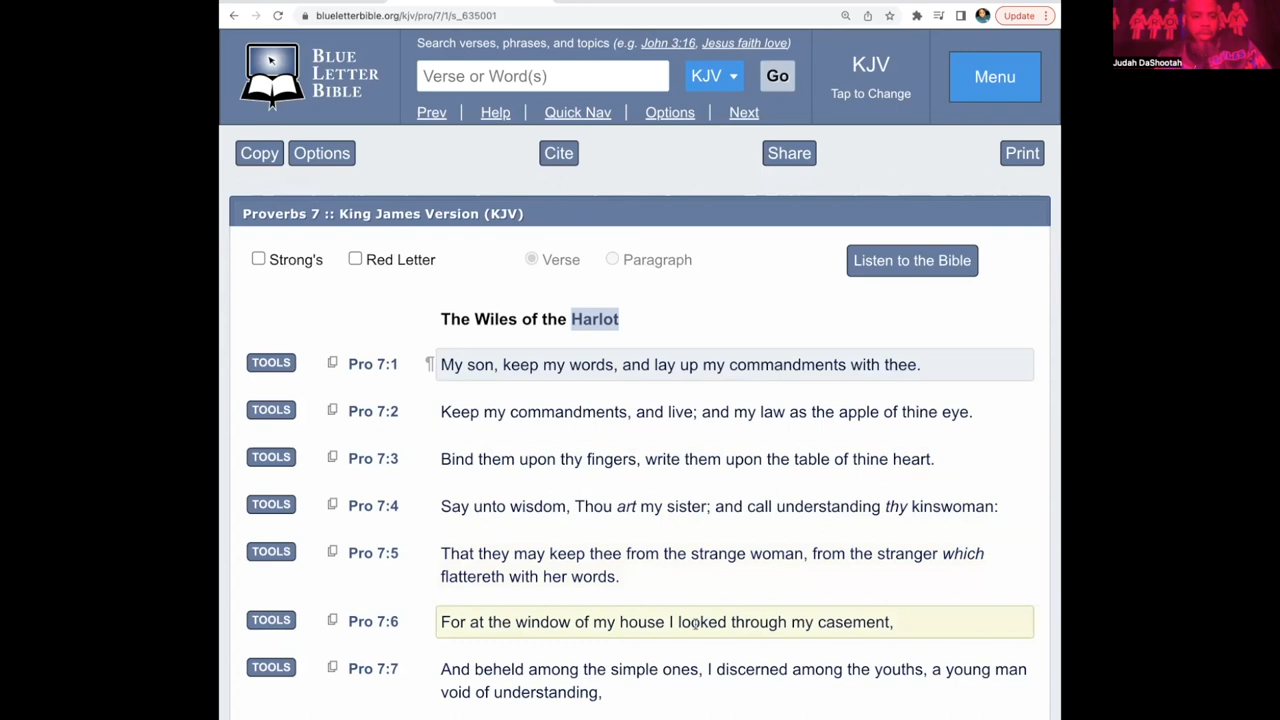 blueletterbible.org/kjv/pro/7/1/s_635001
Update
BLUE
LETTER
BIBLE
Search verses, phrases, and topics (e.g. John 3:16, Jesus faith love)
Verse or Word(s)
KJV
Go
Prev | Help | Quick Nav | Options | Next
KJV
Tap to Change
Menu
Copy Options Cite Share Print
Proverbs 7 :: King James Version (KJV)
Strong's Red Letter Verse Paragraph Listen to the Bible
The Wiles of the Harlot
TOOLS Pro 7:1 ¶ My son, keep my words, and lay up my commandments with thee.
TOOLS Pro 7:2 Keep my commandments, and live; and my law as the apple of thine eye.
TOOLS Pro 7:3 Bind them upon thy fingers, write them upon the table of thine heart.
TOOLS Pro 7:4 Say unto wisdom, Thou art my sister; and call understanding thy kinswoman:
TOOLS Pro 7:5 That they may keep thee from the strange woman, from the stranger which
flattereth with her words.
TOOLS Pro 7:6 For at the window of my house I looked through my casement,
TOOLS Pro 7:7 And beheld among the simple ones, I discerned among the youths, a young man
void of understanding,
Judah DaShootah